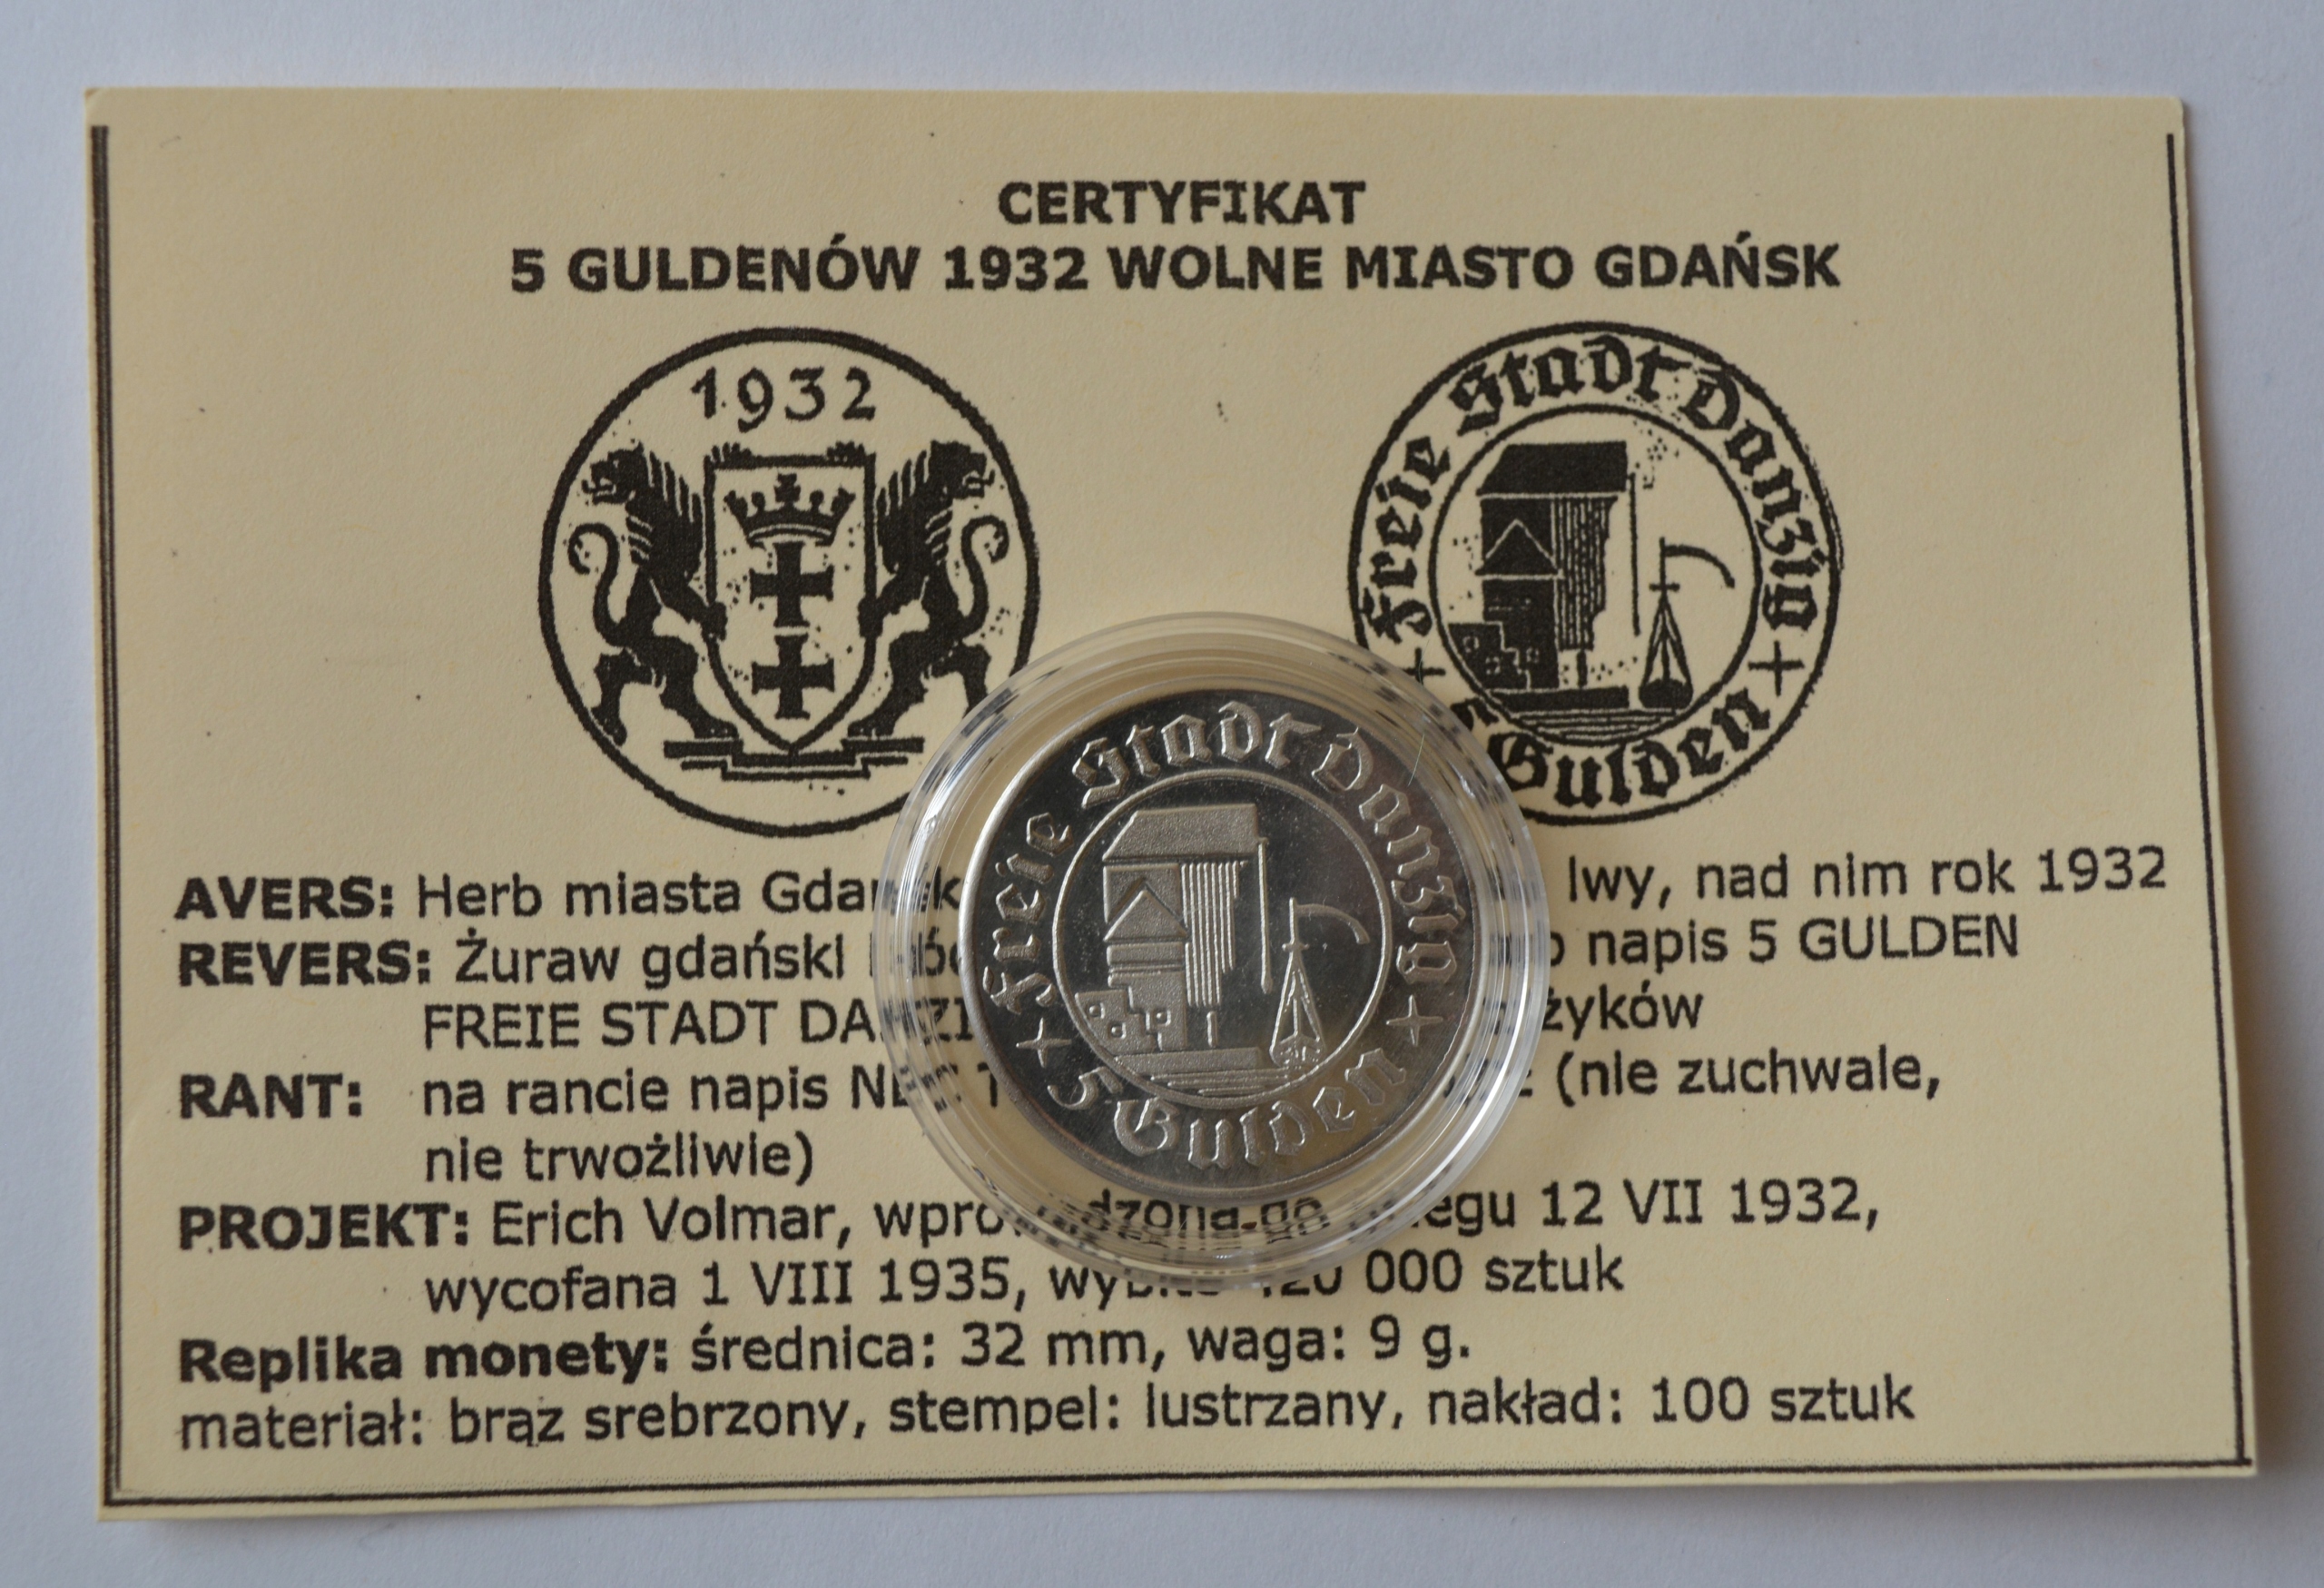 CERTYFIKAT
5 GULDENÓW 1932 WOLNE MIASTO GDAŃSK
1932
Freie Stadt Danzig
5 Gulden
Freie Stadt Danzig
5 Gulden
AVERS: Herb miasta lwy, nad nim rok 1932
REVERS: Żuraw gdański napis 5 GULDEN
FREIE STADT
RANT: na rancie napis (nie zuchwale,
nie trwożliwie)
PROJEKT: Erich Volmar, 12 VII 1932,
wycofana 1 VIII 1935, 000 sztuk
Replika monety: średnica: 32 mm, waga: 9 g.
materiał: brąz srebrzony, stempel: lustrzany, nakład: 100 sztuk